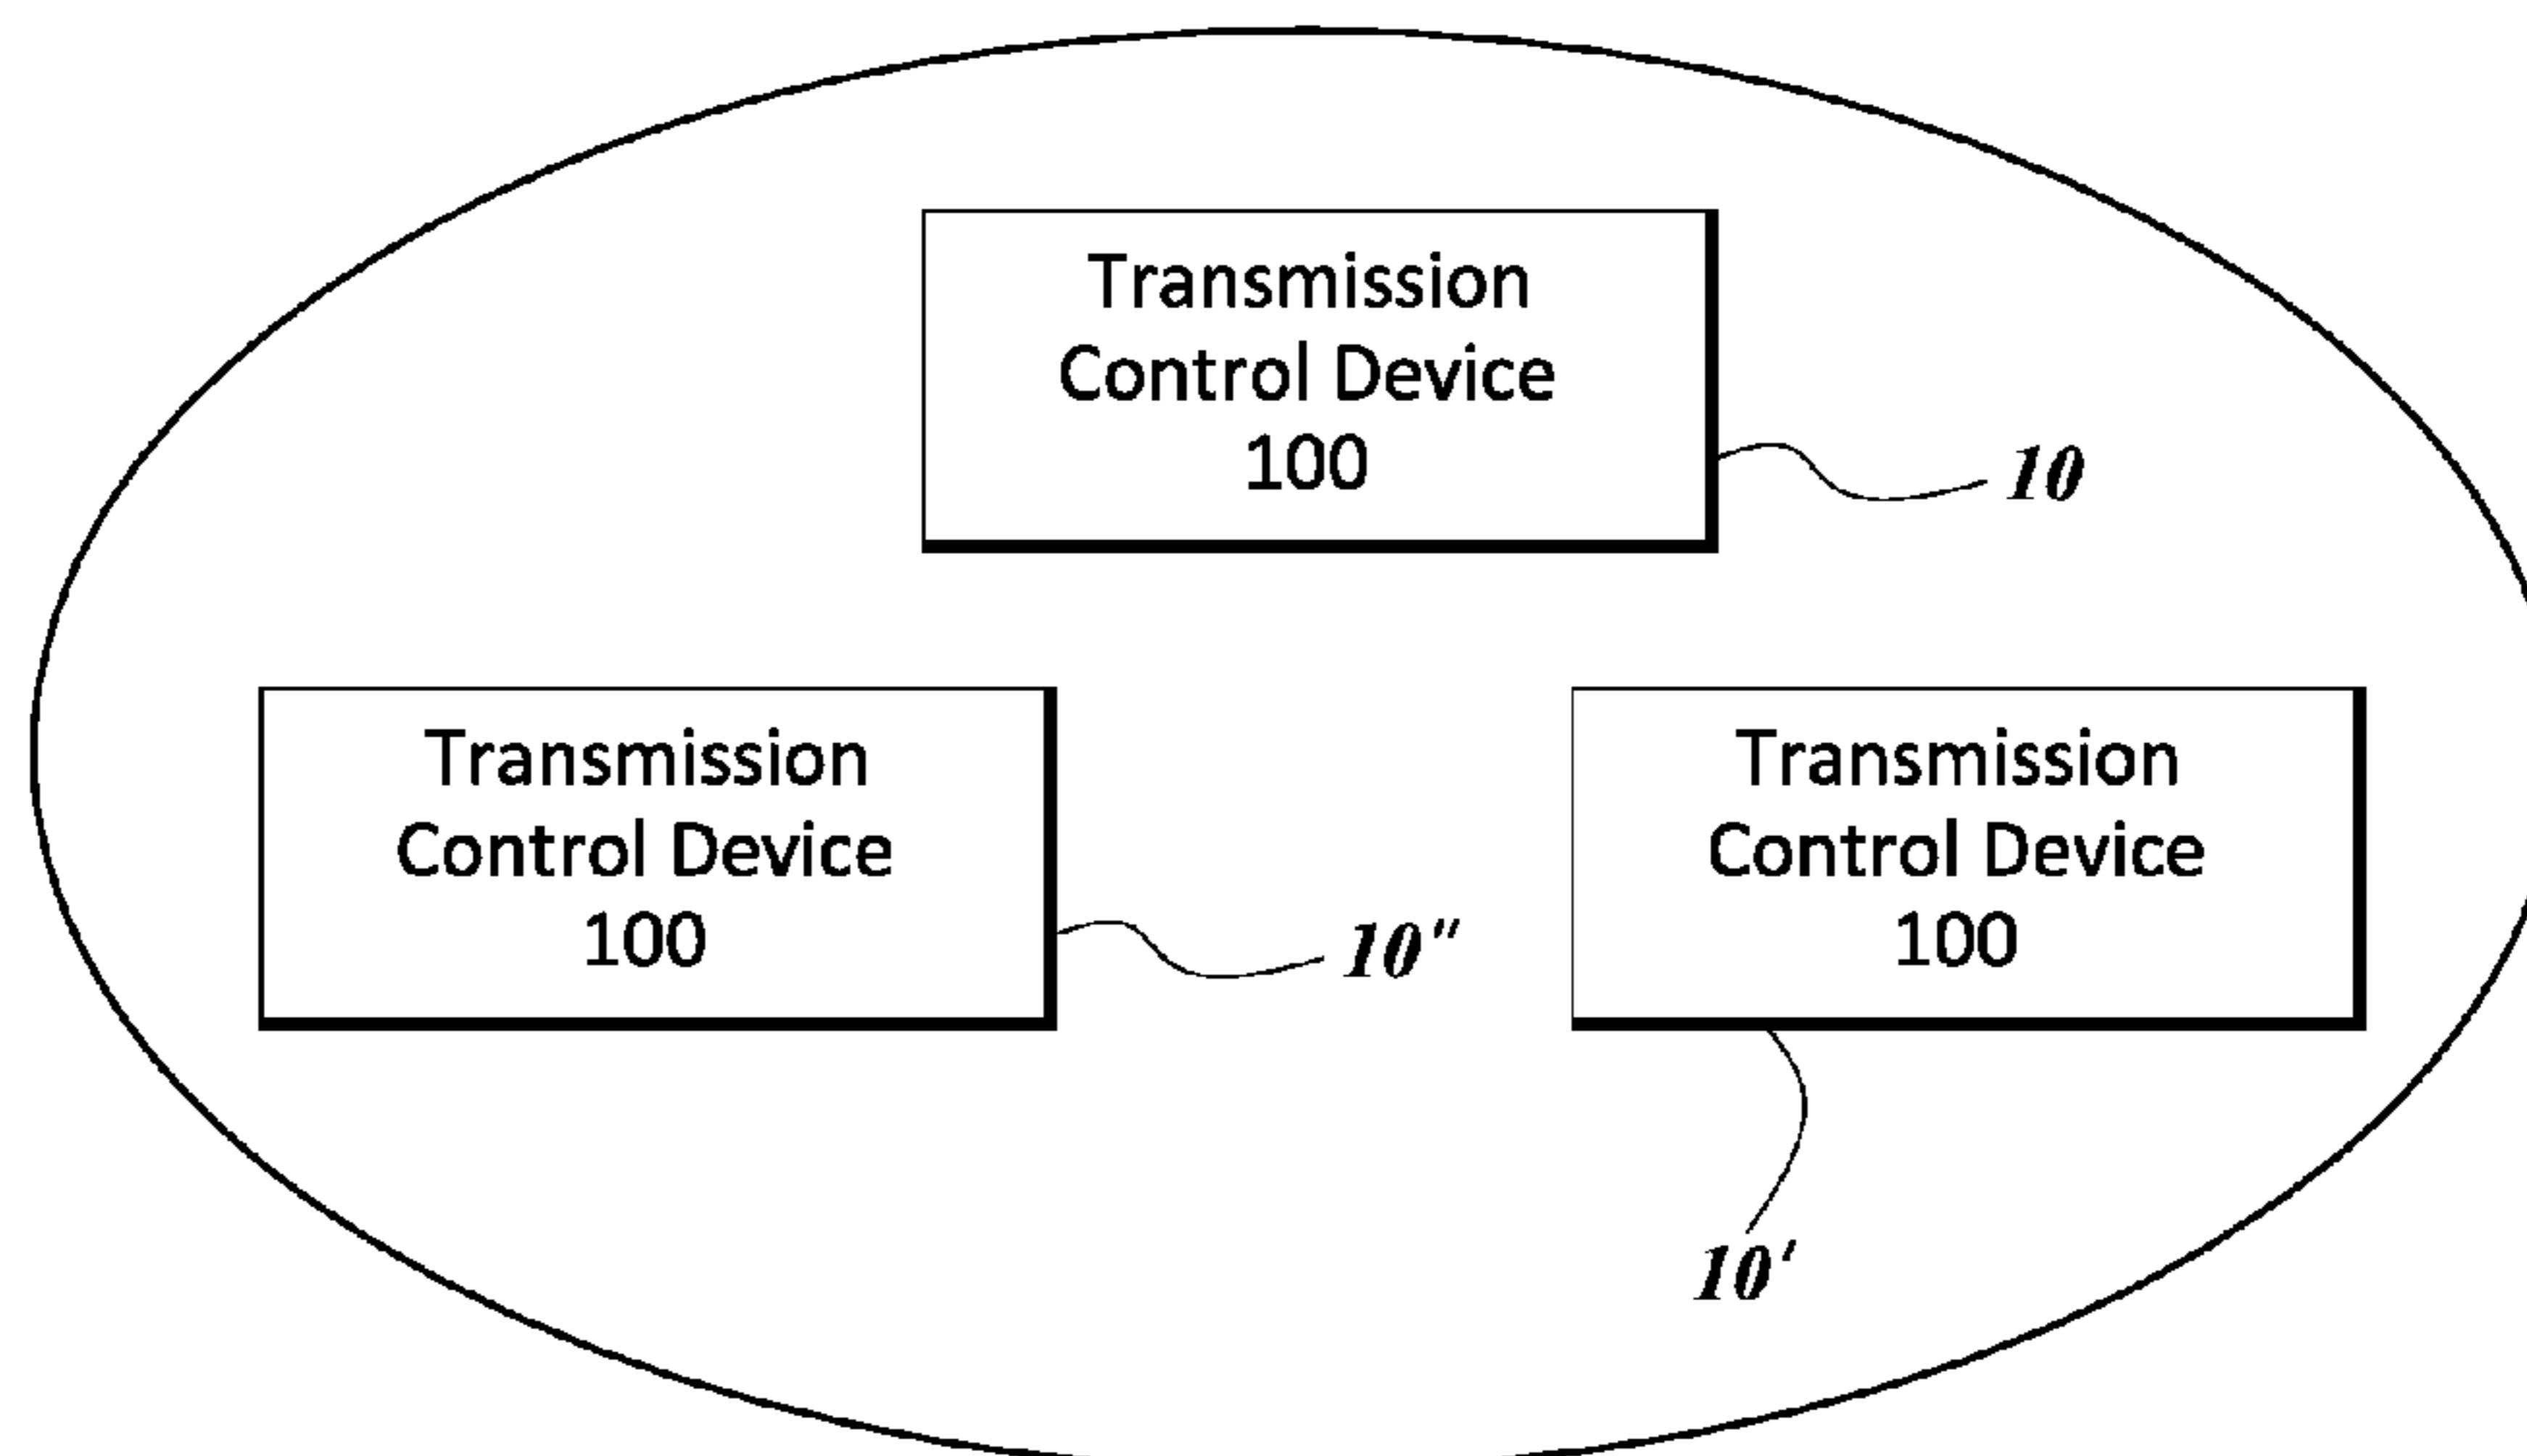 Transmission
Control Device
100
10
Transmission
Control Device
100
10"
Transmission
Control Device
100
10'